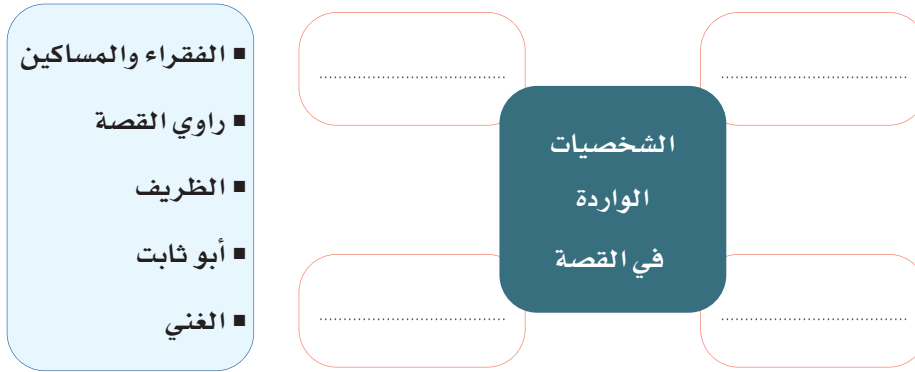 الشخصيات
الواردة
في القصة
................................
................................
................................
................................
▪ الفقراء والمساكين
▪ راوي القصة
▪ الظريف
▪ أبو ثابت
▪ الغني